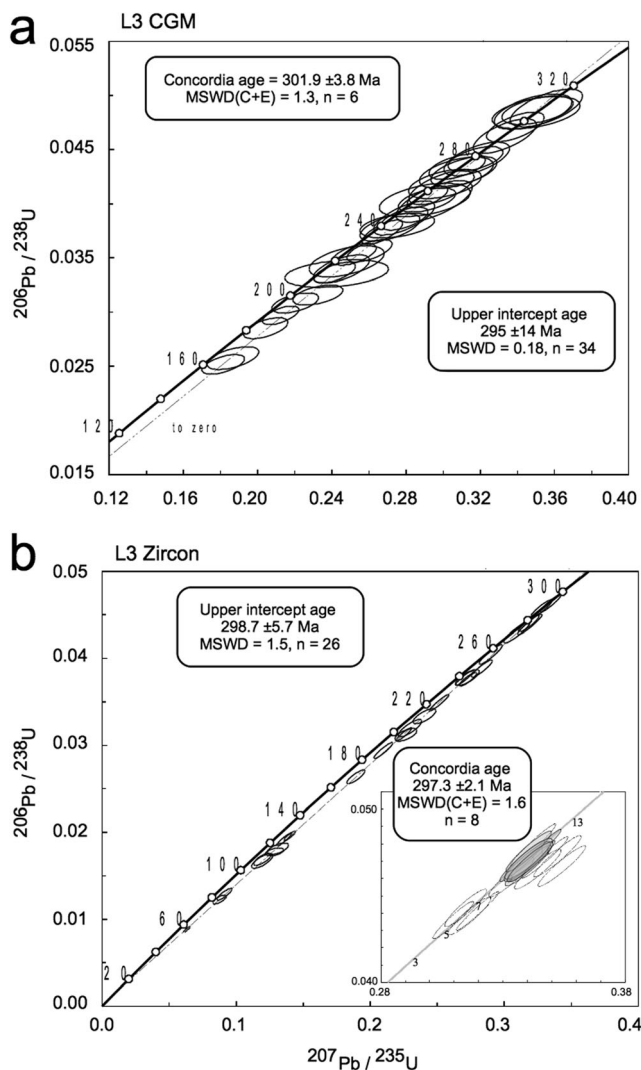 a
L3 CGM
0.055
0.045
0.035
0.025
0.015
206Pb / 238U
Concordia age = 301.9 ±3.8 Ma
MSWD(C+E) = 1.3, n = 6
320
280
240
200
160
120
to zero
Upper intercept age
295 ±14 Ma
MSWD = 0.18, n = 34
0.12 0.16 0.20 0.24 0.28 0.32 0.36 0.40
b
L3 Zircon
0.05
0.04
0.03
0.02
0.01
0.00
206Pb / 238U
Upper intercept age
298.7 ±5.7 Ma
MSWD = 1.5, n = 26
300
260
220
180
140
100
60
20
Concordia age
297.3 ±2.1 Ma
MSWD(C+E) = 1.6
n = 8
0.050
0.040
13
7
5
3
0.28 0.38
0.0 0.1 0.2 0.3 0.4
207Pb / 235U